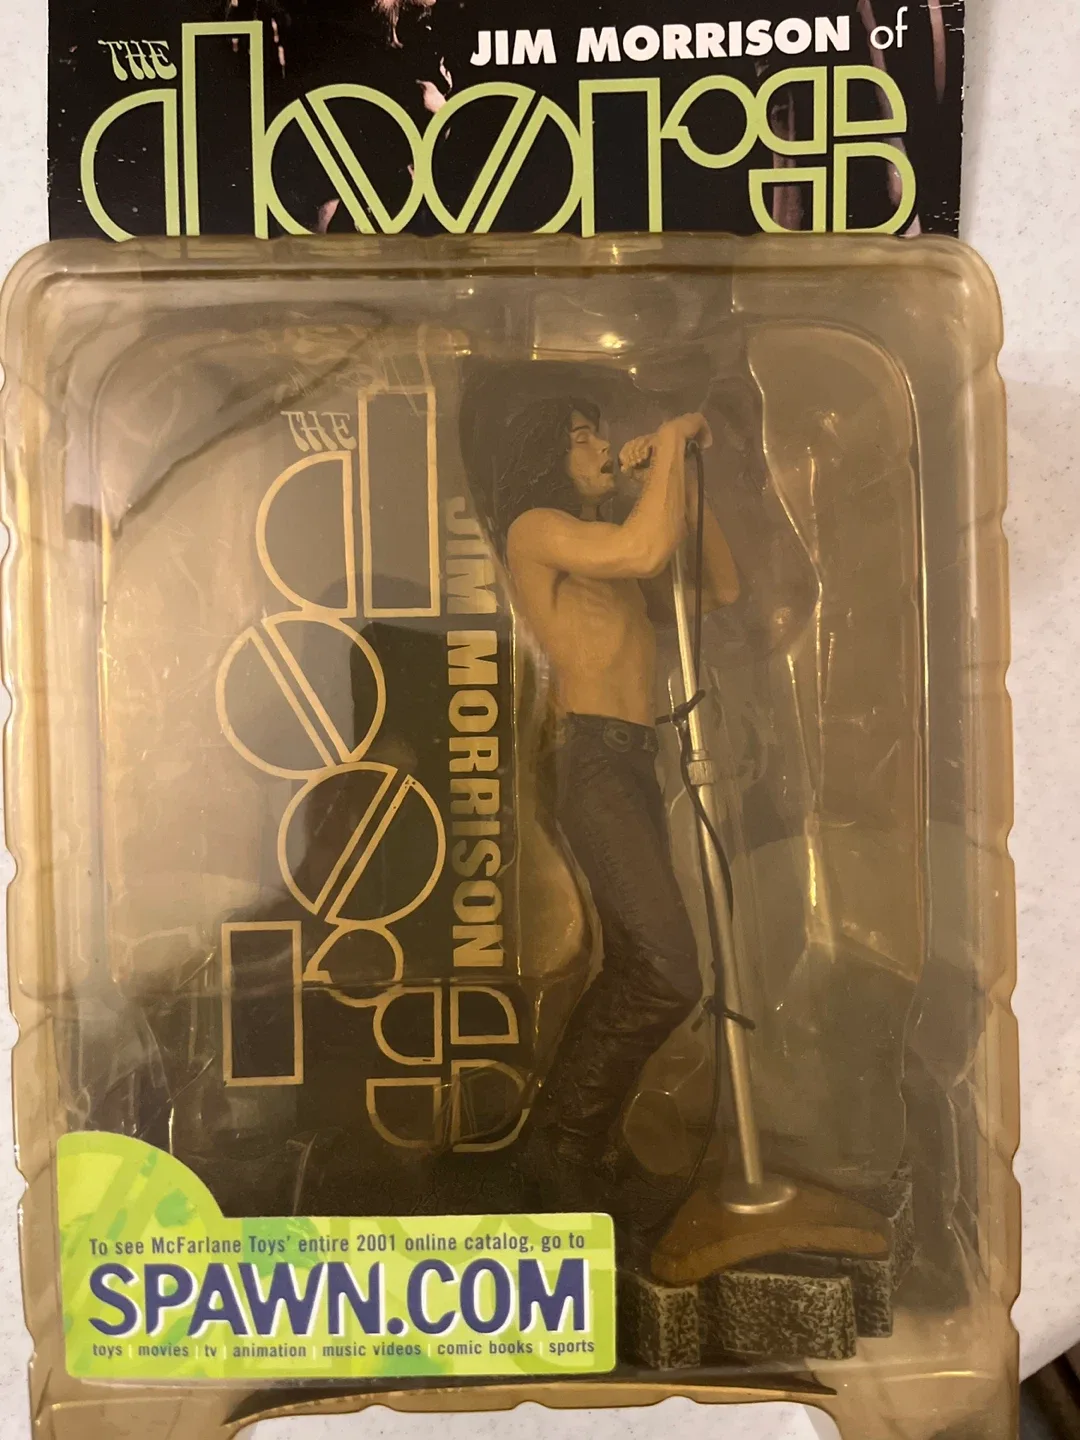 JIM MORRISON of
THE
doors
THE
doors
JIM MORRISON
To see McFarlane Toys' entire 2001 online catalog, go to
SPAWN.COM
toys | movies | tv | animation | music videos | comic books | sports